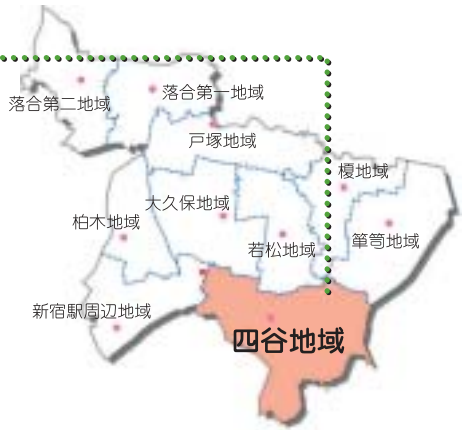 落合第二地域
落合第一地域
戸塚地域
榎地域
大久保地域
柏木地域
若松地域
箪笥地域
新宿駅周辺地域
四谷地域